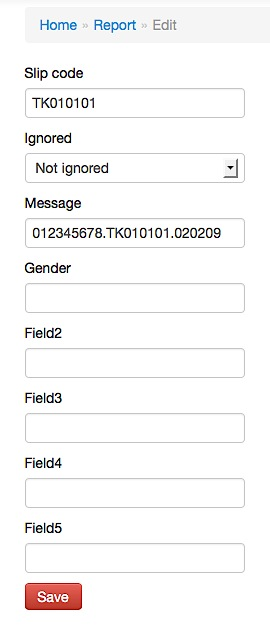 Home » Report » Edit
Slip code
TK010101
Ignored
Not ignored
Message
012345678.TK010101.020209
Gender
Field2
Field3
Field4
Field5
Save